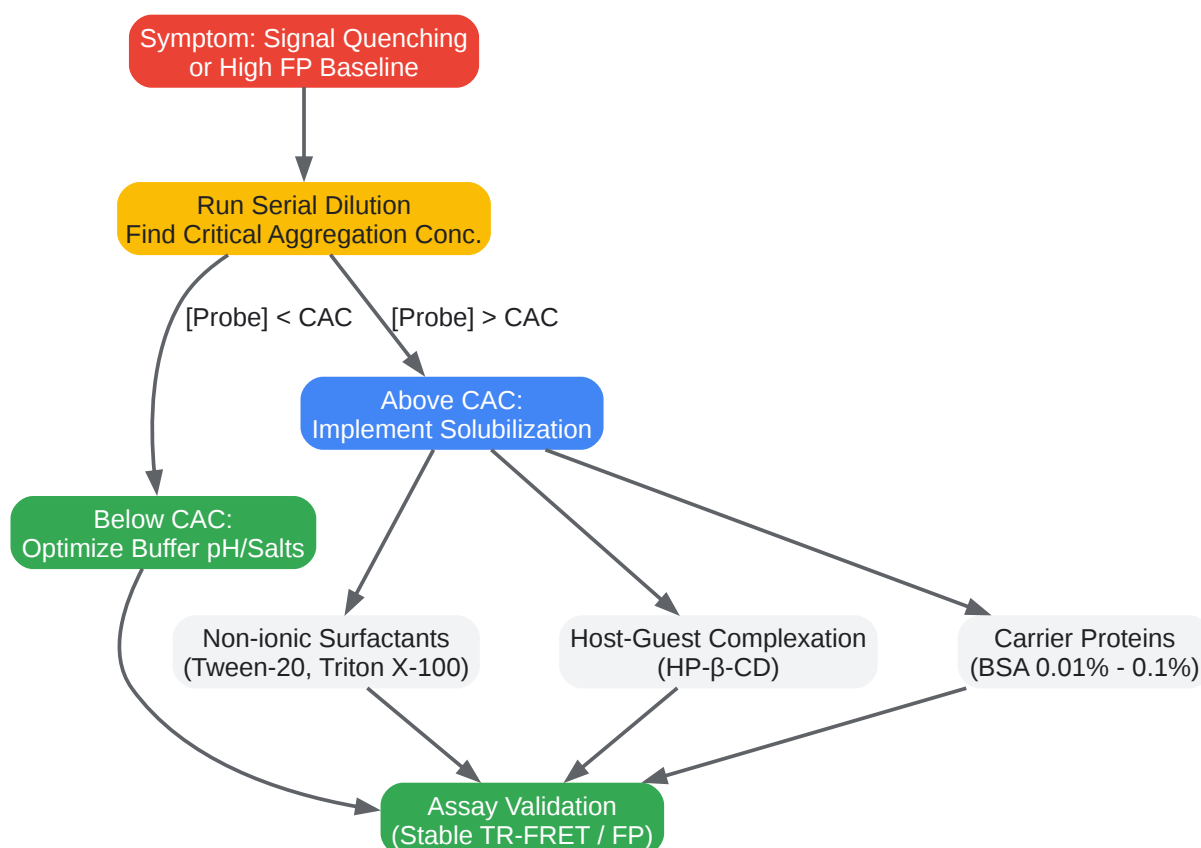 Symptom: Signal Quenching
or High FP Baseline
Run Serial Dilution
Find Critical Aggregation Conc.
[Probe] < CAC
[Probe] > CAC
Above CAC:
Implement Solubilization
Below CAC:
Optimize Buffer pH/Salts
Non-ionic Surfactants
(Tween-20, Triton X-100)
Host-Guest Complexation
(HP-β-CD)
Carrier Proteins
(BSA 0.01% - 0.1%)
Assay Validation
(Stable TR-FRET / FP)